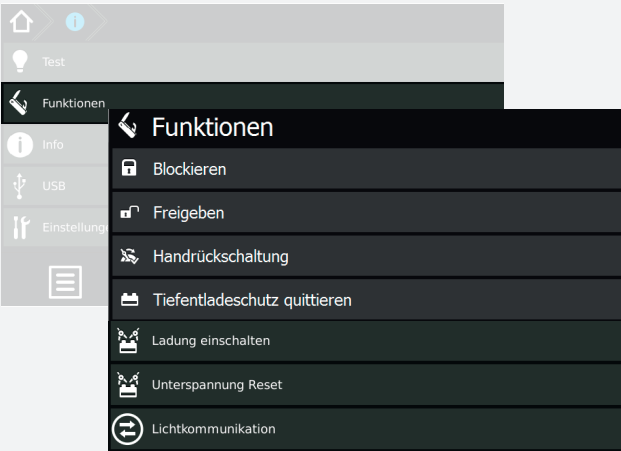 Test
Funktionen
Info
USB
Funktionen
Blockieren
Freigeben
Handrückschaltung
Tiefentladeschutz quittieren
Ladung einschalten
Unterspannung Reset
Lichtkommunikation